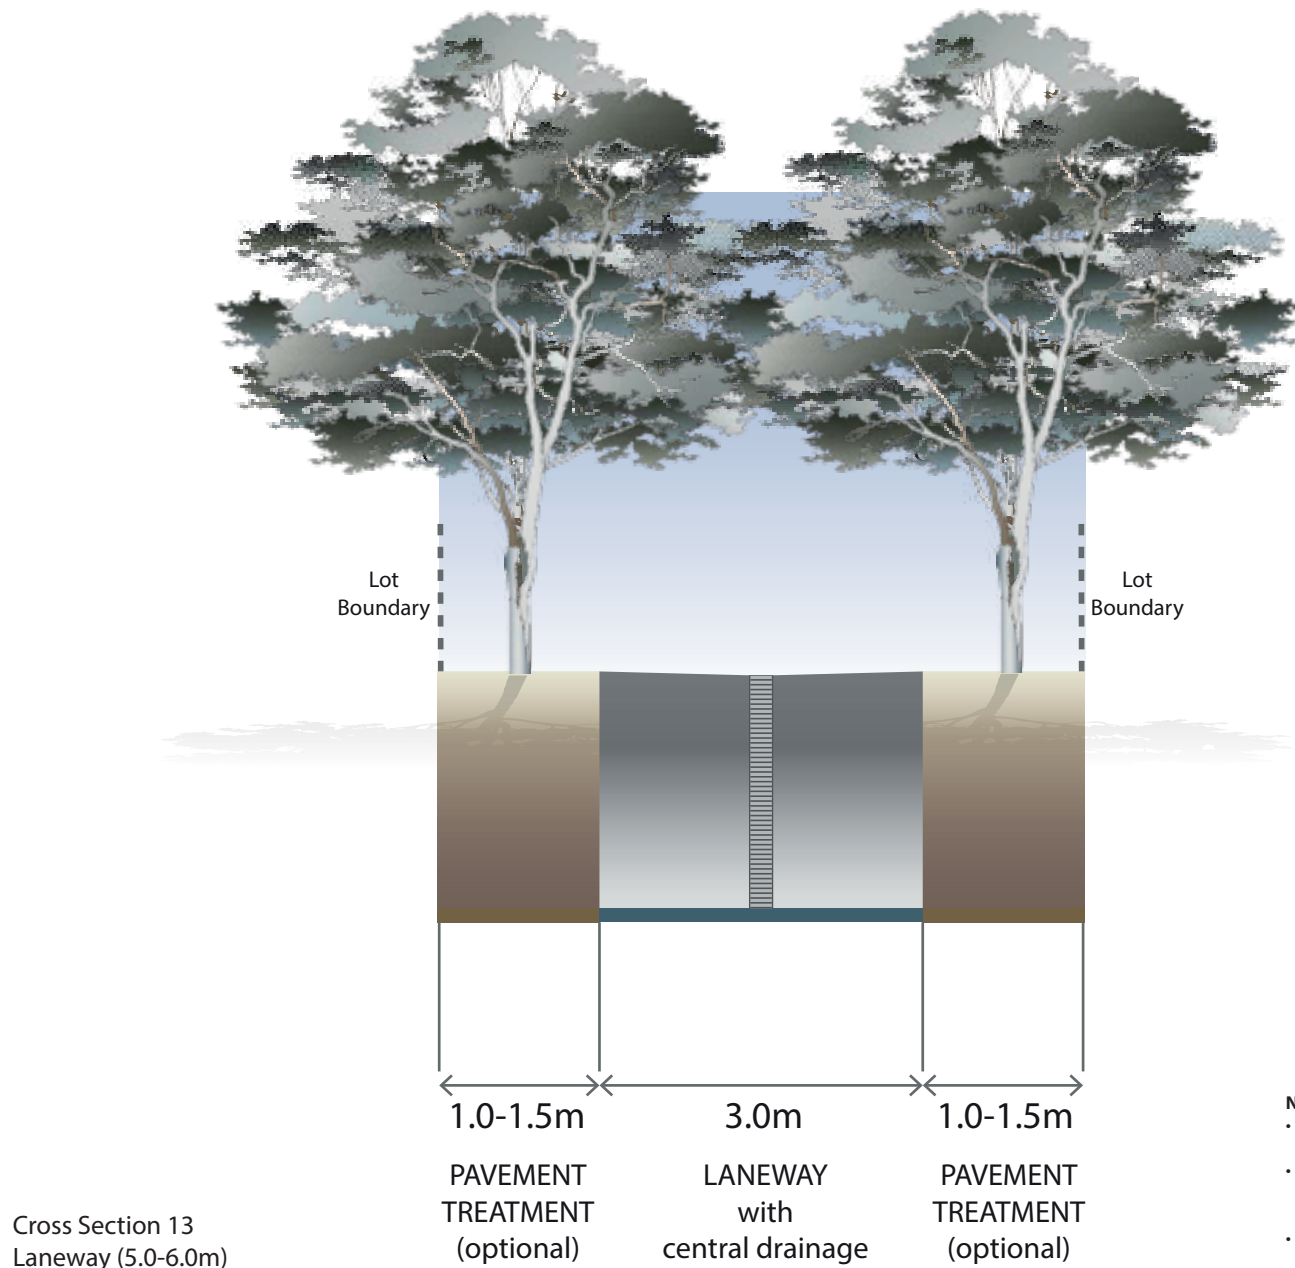 Lot
Boundary
Lot
Boundary
1.0-1.5m
3.0m
1.0-1.5m
PAVEMENT
TREATMENT
(optional)
LANEWAY
with
central drainage
PAVEMENT
TREATMENT
(optional)
Cross Section 13
Laneway (5.0-6.0m)